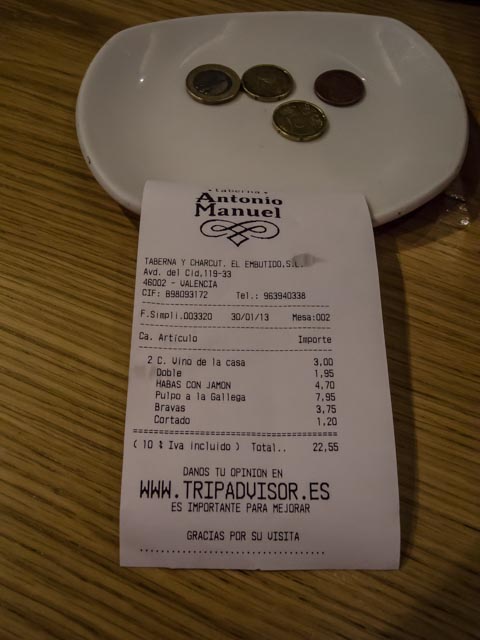 Taberna
Antonio
Manuel
TABERNA Y CHARCUT. EL EMBUTIDO,S.L.
Avd. del Cid,119-33
46002 - VALENCIA
CIF: B98093172 Tel.: 963940338
F.Simpli.003320 30/01/13 Mesa:002
Ca. Artículo Importe
2 C. Vino de la casa 3,00
Doble 1,95
HABAS CON JAMON 4,70
Pulpo a la Gallega 7,95
Bravas 3,75
Cortado 1,20
( 10 % Iva incluido ) Total.. 22,55
DANOS TU OPINION EN
WWW.TRIPADVISOR.ES
ES IMPORTANTE PARA MEJORAR
GRACIAS POR SU VISITA